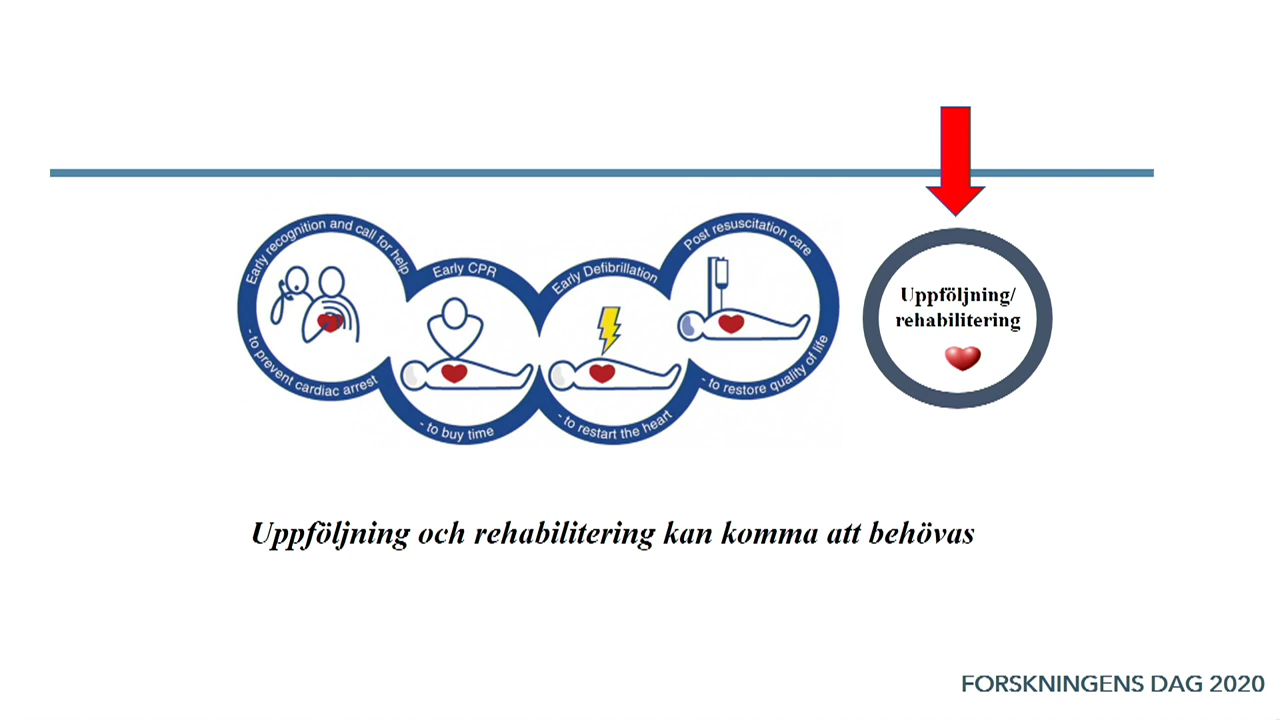 Early recognition and call for help
- to prevent cardiac arrest
Early CPR
- to buy time
Early Defibrillation
- to restart the heart
Post resuscitation care
- to restore quality of life
Uppföljning/
rehabilitering
Uppföljning och rehabilitering kan komma att behövas
FORSKNINGENS DAG 2020